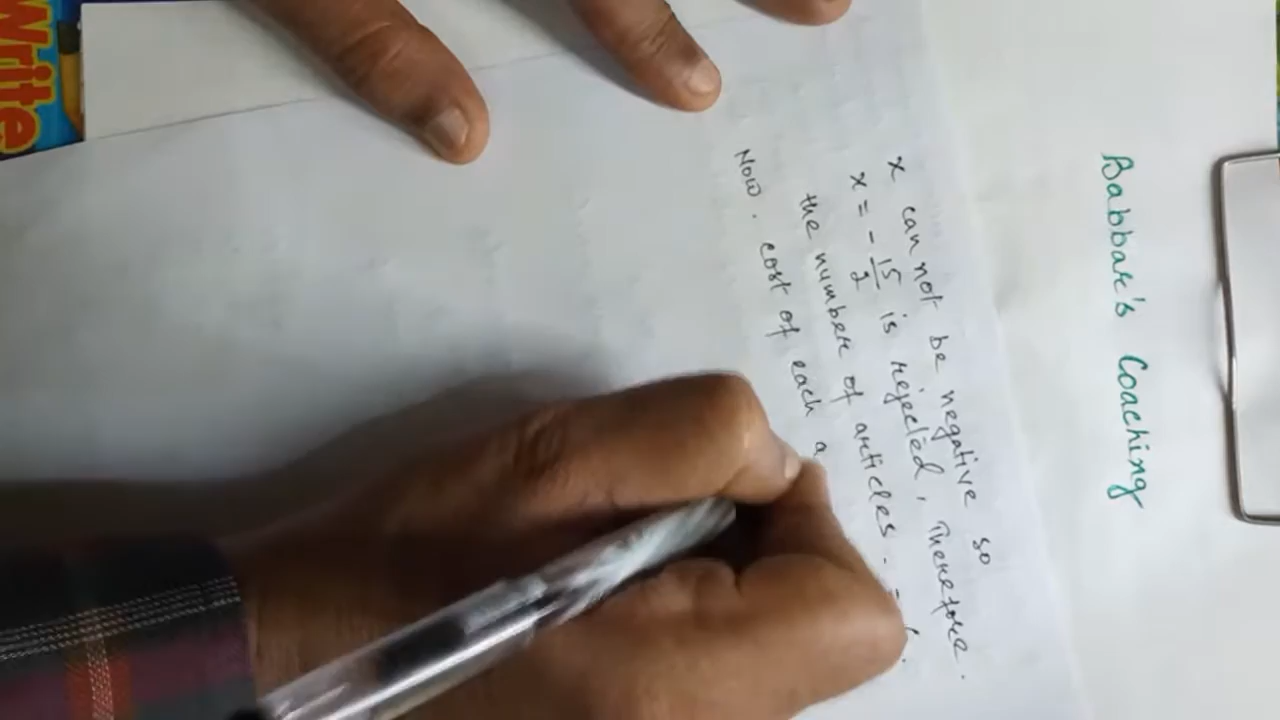 Babbar's Coaching
x can not be negative so
x = - 15/2 is rejected, Therefore.
the number of articles. =
Now. cost of each a
Write